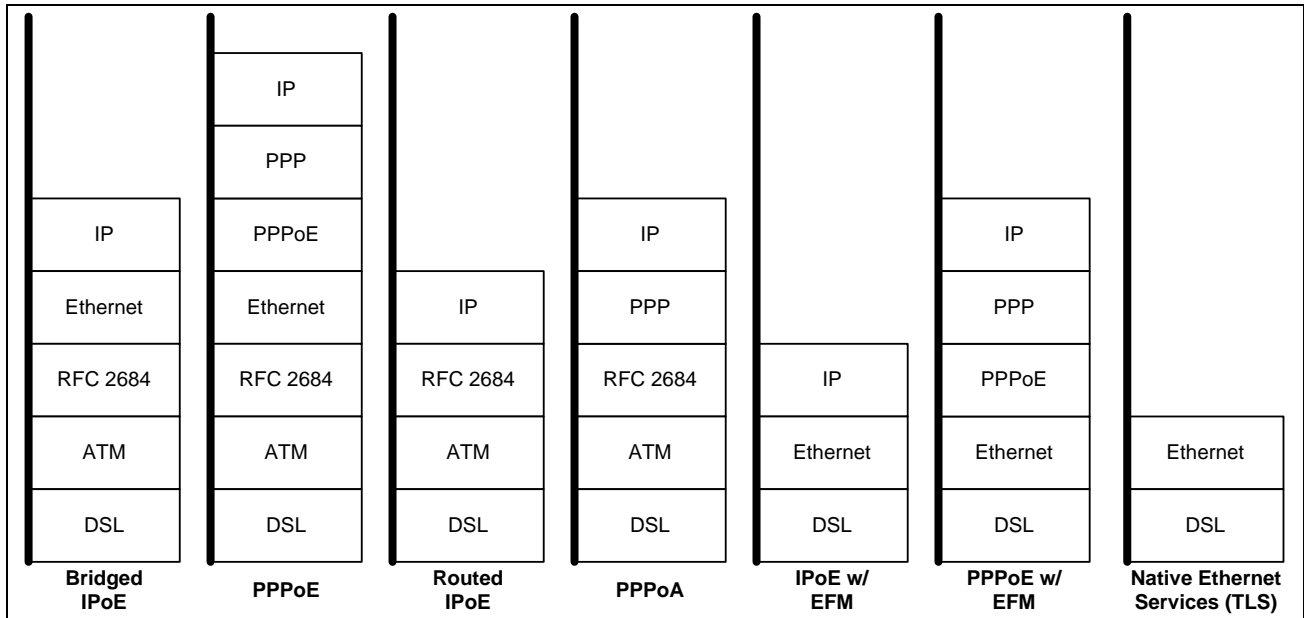 IP
Ethernet
RFC 2684
ATM
DSL
Bridged
IPoE
IP
PPP
PPPoE
Ethernet
RFC 2684
ATM
DSL
PPPoE
IP
RFC 2684
ATM
DSL
Routed
IPoE
IP
PPP
RFC 2684
ATM
DSL
PPPoA
IP
Ethernet
DSL
IPoE w/
EFM
IP
PPP
PPPoE
Ethernet
DSL
PPPoE w/
EFM
Ethernet
DSL
Native Ethernet
Services (TLS)